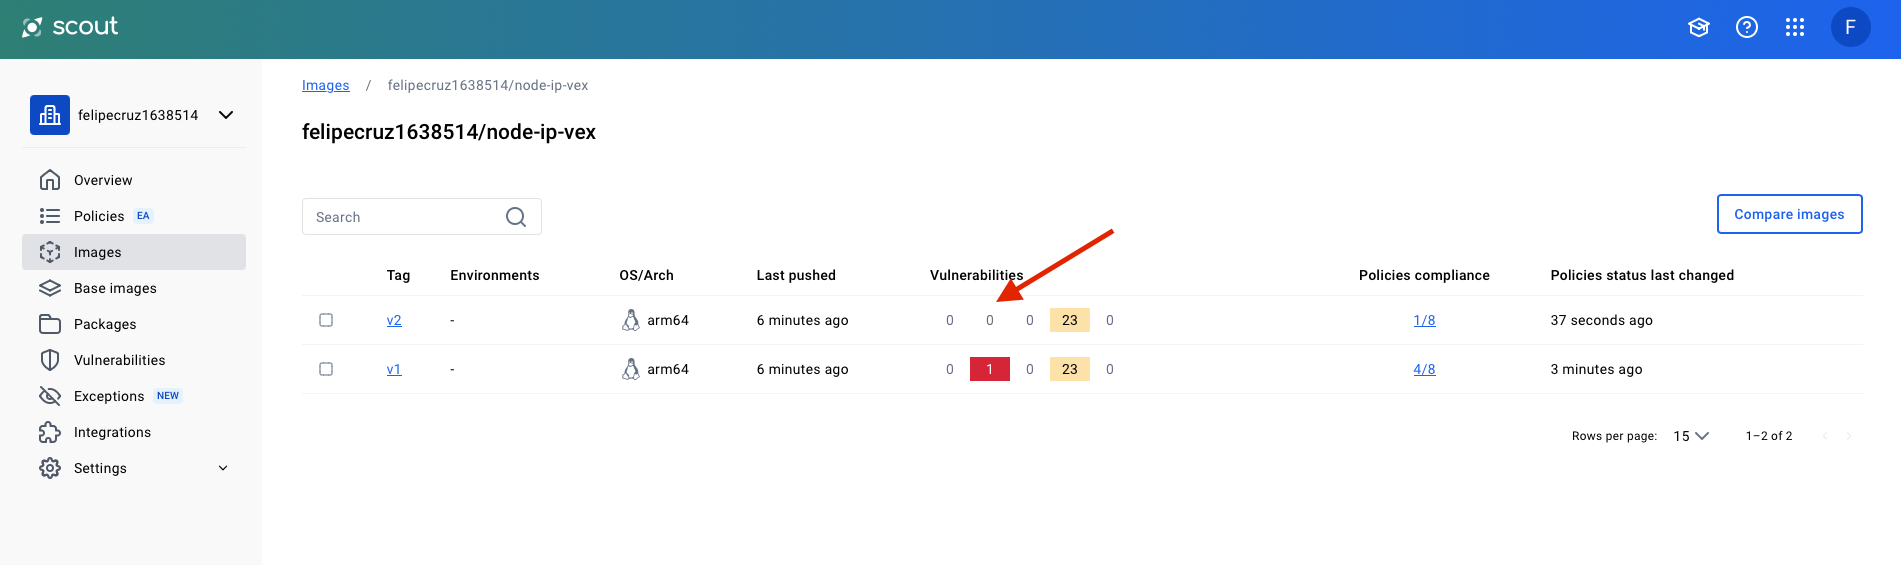 scout
F
felipecruz1638514
Overview
Policies EA
Images
Base images
Packages
Vulnerabilities
Exceptions NEW
Integrations
Settings
Images / felipecruz1638514/node-ip-vex
felipecruz1638514/node-ip-vex
Search
Compare images
Tag Environments OS/Arch Last pushed Vulnerabilities Policies compliance Policies status last changed
v2 - arm64 6 minutes ago 0 0 0 23 0 1/8 37 seconds ago
v1 - arm64 6 minutes ago 0 1 0 23 0 4/8 3 minutes ago
Rows per page: 15 1–2 of 2